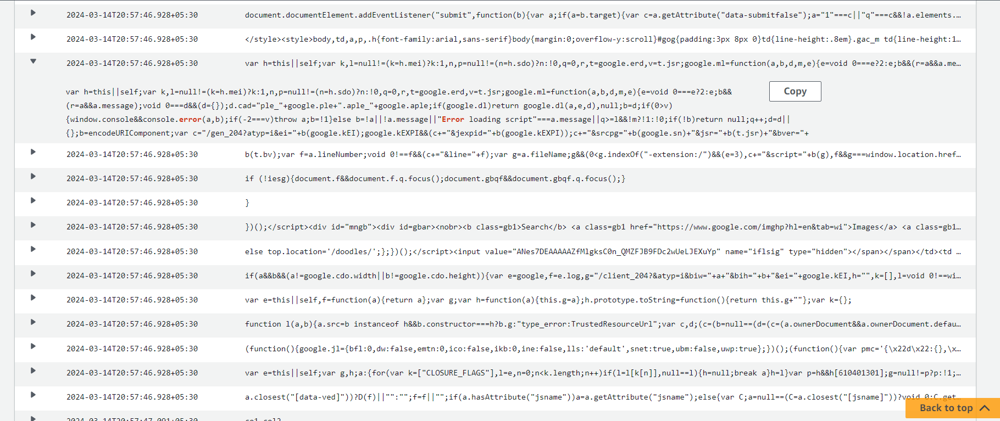 2024-03-14T20:57:46.928+05:30 document.documentElement.addEventListener("submit",function(b){var a;if(a=b.target){var c=a.getAttribute("data-submitfalse");a="1"===c||"q"===c&&!a.elements.…
2024-03-14T20:57:46.928+05:30 </style><style>body,td,a,p,.h{font-family:arial,sans-serif}body{margin:0;overflow-y:scroll}#gog{padding:3px 8px 0}td{line-height:.8em}.gac_m td{line-height:1…
2024-03-14T20:57:46.928+05:30 var h=this||self;var k,l=null!=(k=h.mei)?k:1,n,p=null!=(n=h.sdo)?n:!0,q=0,r,t=google.erd,v=t.jsr;google.ml=function(a,b,d,m,e){e=void 0===e?2:e;b&&(r=a&&a.me…
var h=this||self;var k,l=null!=(k=h.mei)?k:1,n,p=null!=(n=h.sdo)?n:!0,q=0,r,t=google.erd,v=t.jsr;google.ml=function(a,b,d,m,e){e=void 0===e?2:e;b&&
Copy
(r=a&&a.message);void 0===d&&(d={});d.cad="ple_"+google.ple+".aple_"+google.aple;if(google.dl)return google.dl(a,e,d),null;b=d;if(0>v)
{window.console&&console.error(a,b);if(-2===v)throw a;b=!1}else b=!a||!a.message||"Error loading script"===a.message||q>=l&&!m?!1:!0;if(!b)return null;q++;d=d||
{};b=encodeURIComponent;var c="/gen_204?atyp=i&ei="+b(google.kEI);google.kEXPI&&(c+="&jexpid="+b(google.kEXPI));c+="&srcpg="+b(google.sn)+"&jsr="+b(t.jsr)+"&bver="+
2024-03-14T20:57:46.928+05:30 b(t.bv);var f=a.lineNumber;void 0!==f&&(c+="&line="+f);var g=a.fileName;g&&(0<g.indexOf("-extension:/")&&(e=3),c+="&script="+b(g),f&&g===window.location.href…
2024-03-14T20:57:46.928+05:30 if (!iesg){document.f&&document.f.q.focus();document.gbqf&&document.gbqf.q.focus();}
2024-03-14T20:57:46.928+05:30 }
2024-03-14T20:57:46.928+05:30 })();</script><div id="mngb"><div id=gbar><nobr><b class=gb1>Search</b> <a class=gb1 href="https://www.google.com/imghp?hl=en&tab=wi">Images</a> <a class=gb1…
2024-03-14T20:57:46.928+05:30 else top.location='/doodles/';};})();</script><input value="ANes7DEAAAAAZfMlgksC0n_QMZFJB9FDc2wUeLJEXuYp" name="iflsig" type="hidden"></span></span></td><td …
2024-03-14T20:57:46.928+05:30 if(a&&b&&(a!=google.cdo.width||b!=google.cdo.height)){var e=google,f=e.log,g="/client_204?&atyp=i&biw="+a+"&bih="+b+"&ei="+google.kEI,h="",k=[],l=void 0!==wi…
2024-03-14T20:57:46.928+05:30 var e=this||self,f=function(a){return a};var g;var h=function(a){this.g=a};h.prototype.toString=function(){return this.g+""};var k={};
2024-03-14T20:57:46.928+05:30 function l(a,b){a.src=b instanceof h&&b.constructor===h?b.g:"type_error:TrustedResourceUrl";var c,d;(c=(b=null==(d=(c=(a.ownerDocument&&a.ownerDocument.defau…
2024-03-14T20:57:46.928+05:30 (function(){google.jl={bfl:0,dw:false,emtn:0,ico:false,ikb:0,ine:false,lls:'default',snet:true,ubm:false,uwp:true};})();(function(){var pmc='{\x22d\x22:{},\x…
2024-03-14T20:57:46.928+05:30 var e=this||self;var g,h;a:{for(var k=["CLOSURE_FLAGS"],l=e,n=0;n<k.length;n++)if(l=l[k[n]],null==l){h=null;break a}h=l}var p=h&&h[610401301];g=null!=p?p:!1;…
2024-03-14T20:57:46.928+05:30 a.closest("[data-ved]"))?D(f)||"":"";f=f||"";if(a.hasAttribute("jsname"))a=a.getAttribute("jsname");else{var C;a=null==(C=a.closest("[jsname]"))?void 0:C.get…
Back to top
2024-03-14T20:57:47.091+05:30 co1 col2